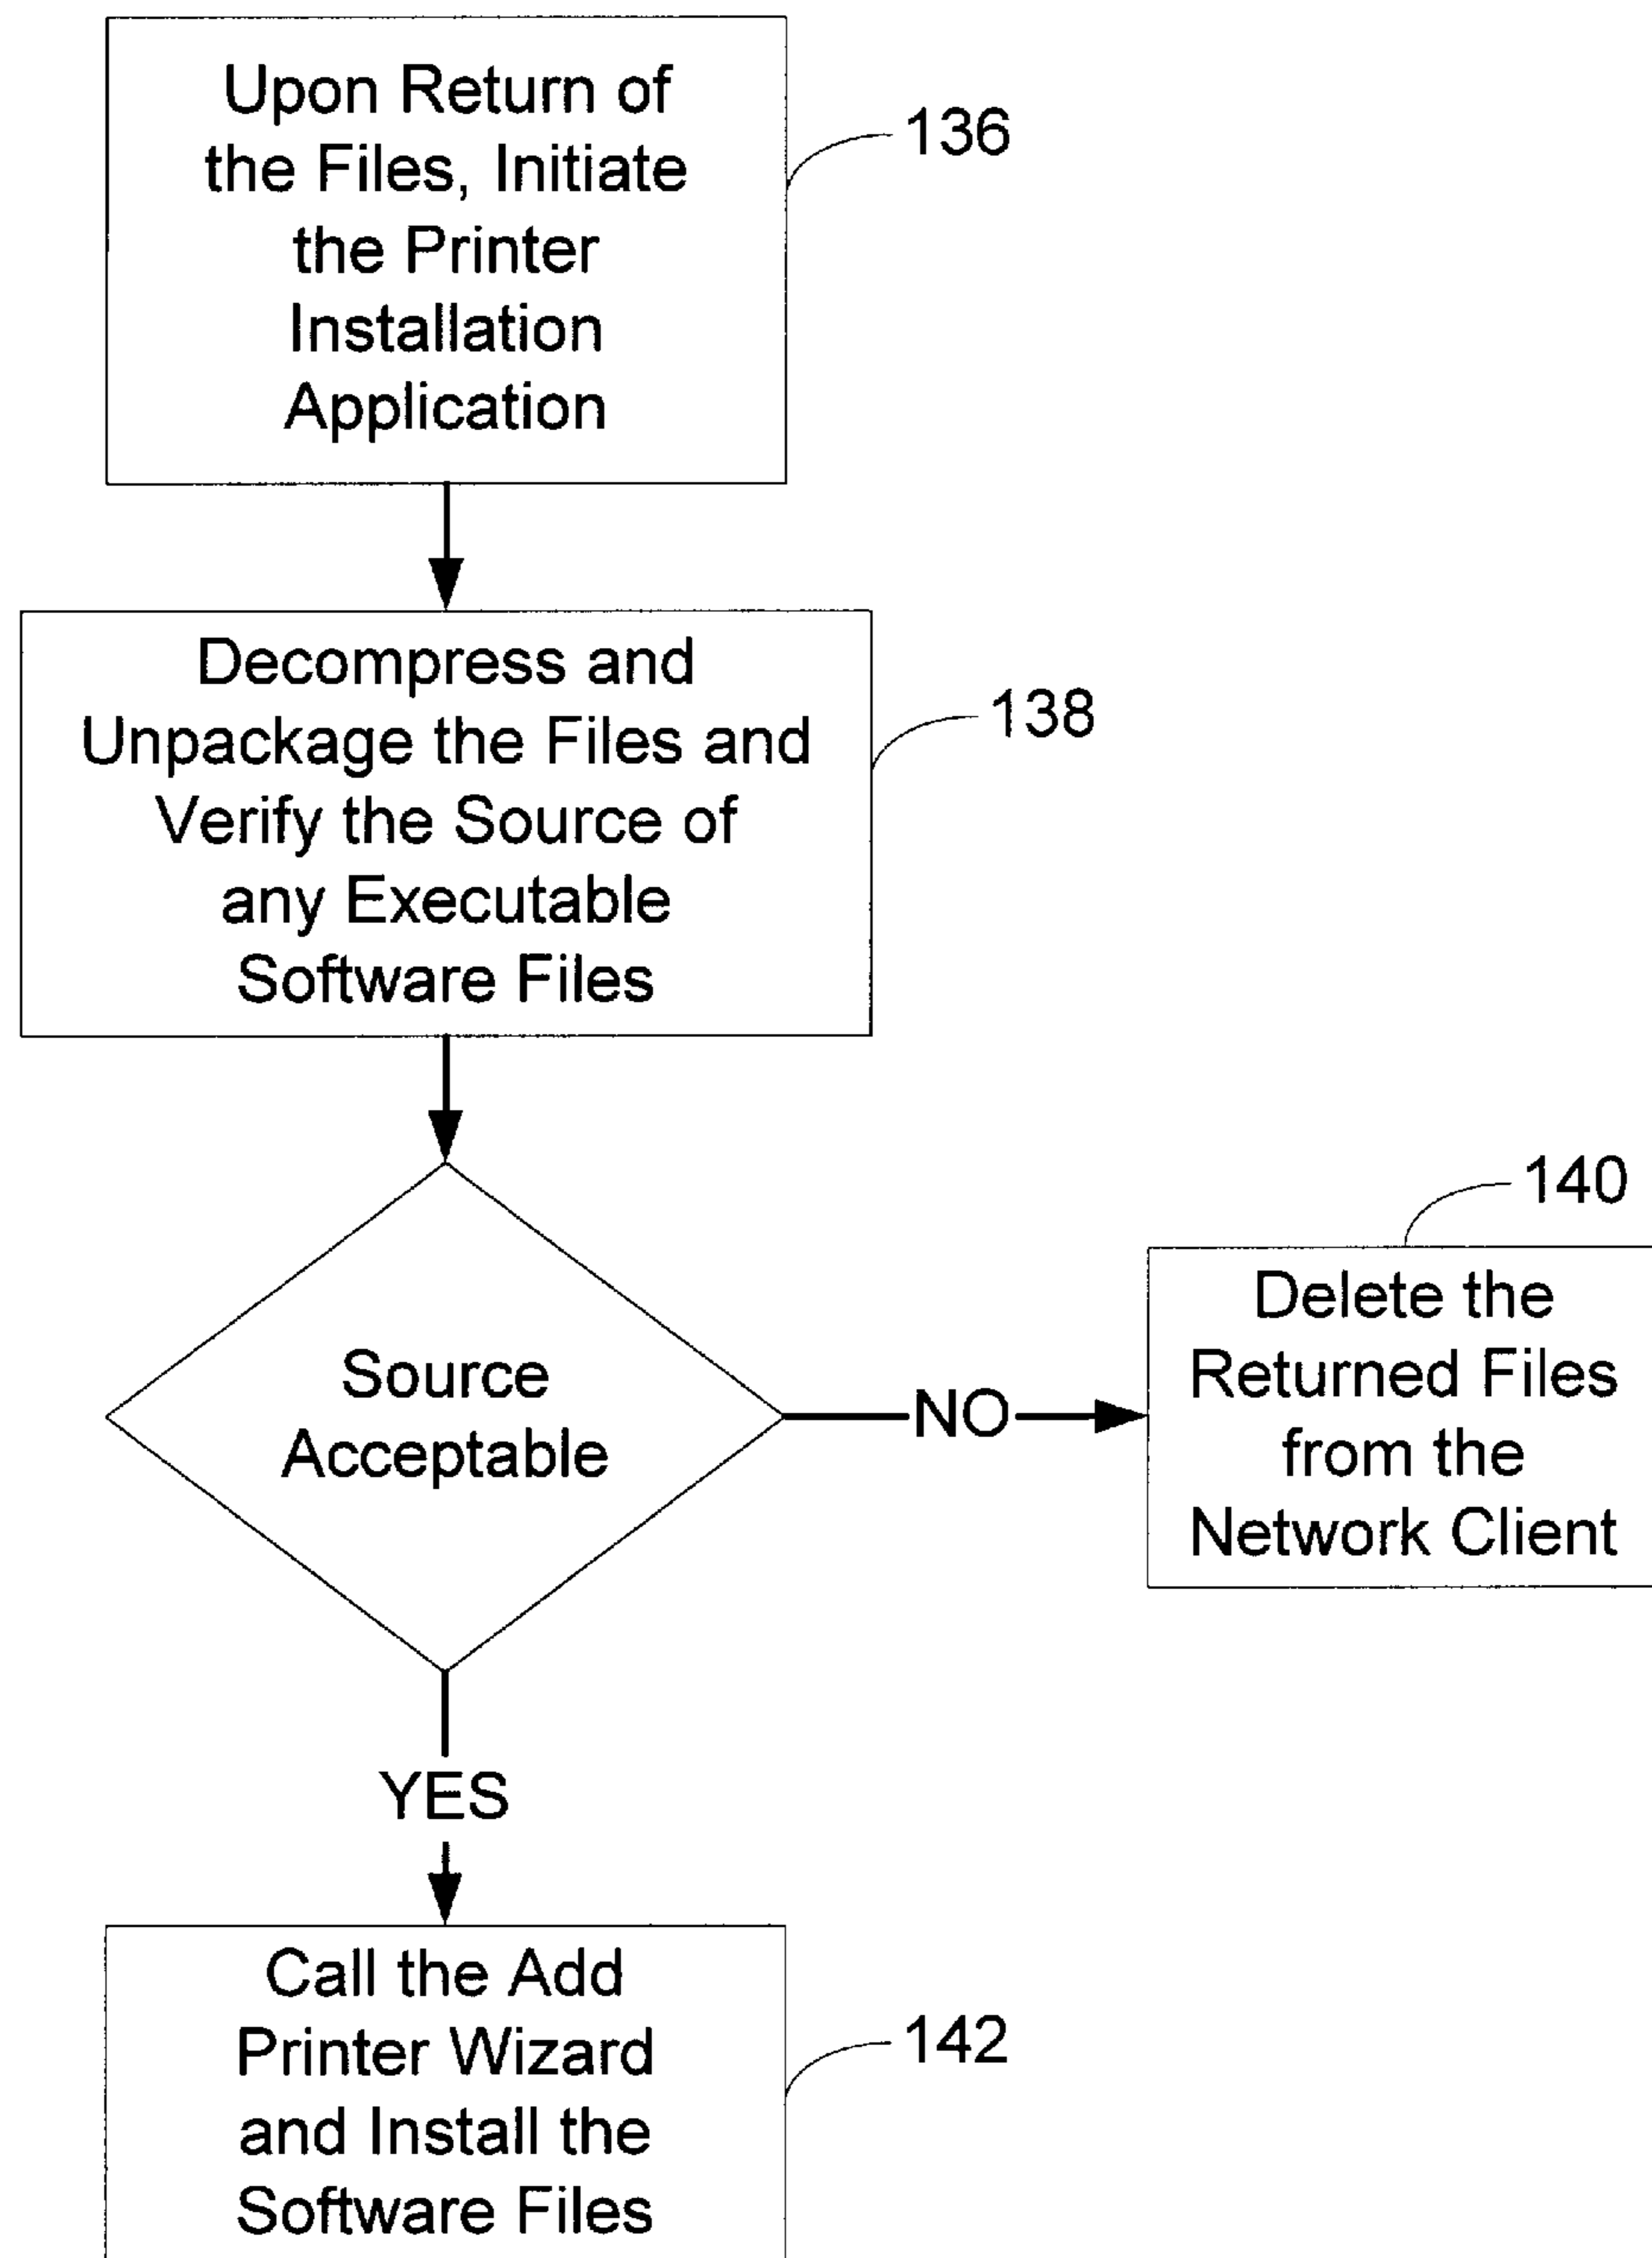 Upon Return of
the Files, Initiate
the Printer
Installation
Application
136
Decompress and
Unpackage the Files and
Verify the Source of
any Executable
Software Files
138
Source
Acceptable
NO
140
Delete the
Returned Files
from the
Network Client
YES
Call the Add
Printer Wizard
and Install the
Software Files
142